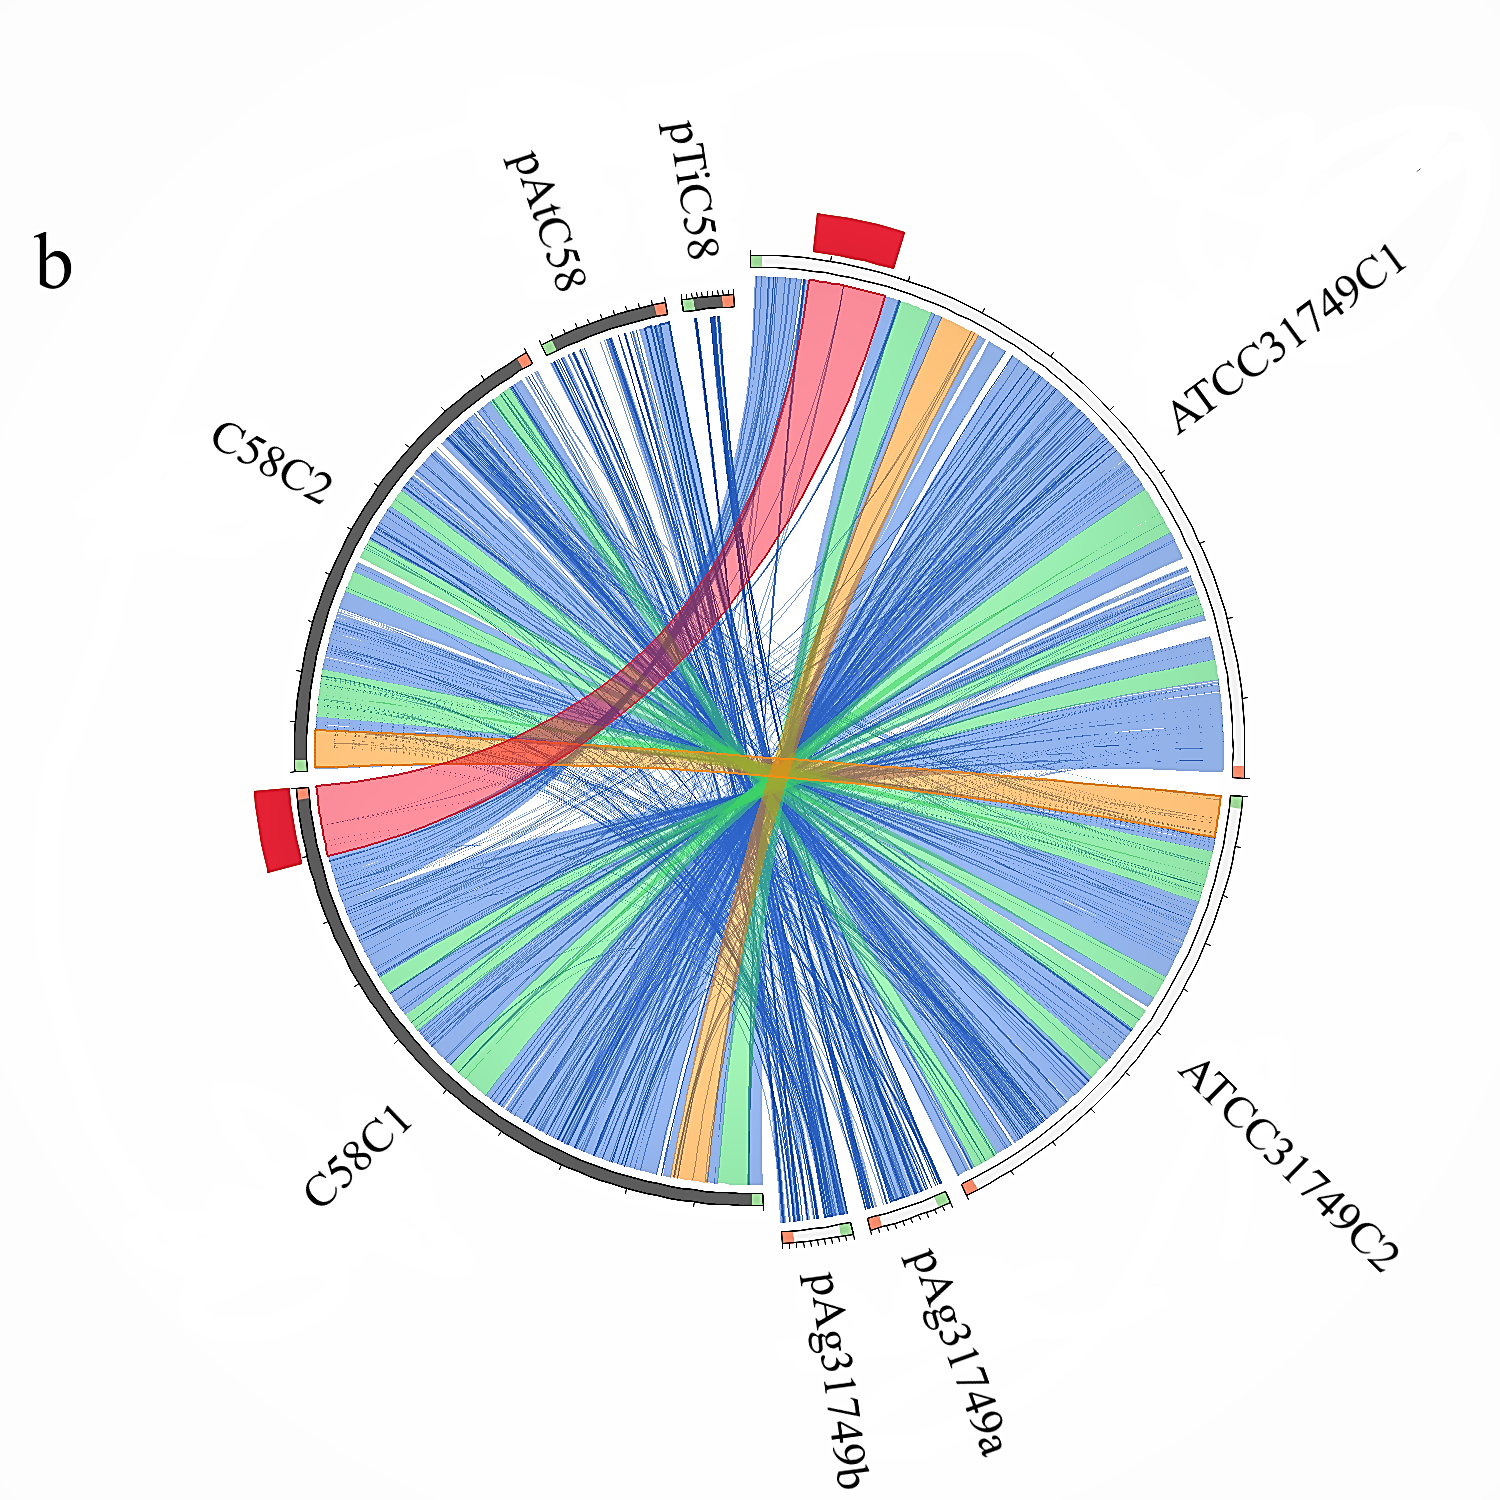 b
pTiC58
pAtC58
ATCC31749C1
C58C2
ATCC31749C2
C58C1
pAg31749a
pAg31749b